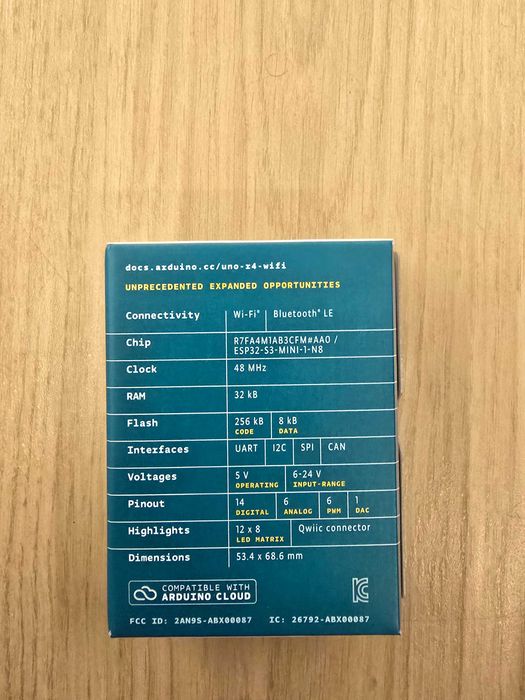 docs.arduino.cc/uno-r4-wifi
UNPRECEDENTED EXPANDED OPPORTUNITIES
Connectivity Wi-Fi® Bluetooth® LE
Chip R7FA4M1AB3CFM#AA0 /
ESP32-S3-MINI-1-N8
Clock 48 MHz
RAM 32 kB
Flash 256 kB 8 kB
CODE DATA
Interfaces UART I2C SPI CAN
Voltages 5 V 6-24 V
OPERATING INPUT-RANGE
Pinout 14 6 6 1
DIGITAL ANALOG PWM DAC
Highlights 12 x 8 Qwiic connector
LED MATRIX
Dimensions 53.4 x 68.6 mm
COMPATIBLE WITH
ARDUINO CLOUD
FCC ID: 2AN9S-ABX00087 IC: 26792-ABX00087